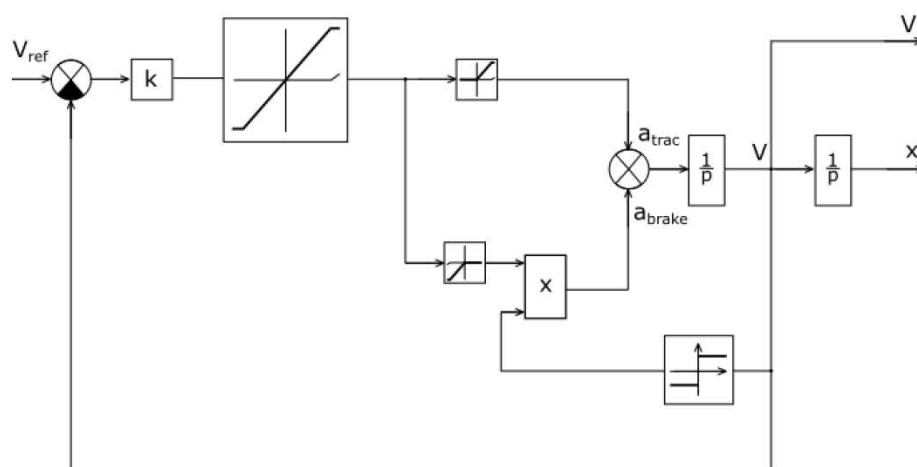 V
V_ref
k
a_trac
1/p
V
1/p
x
a_brake
x